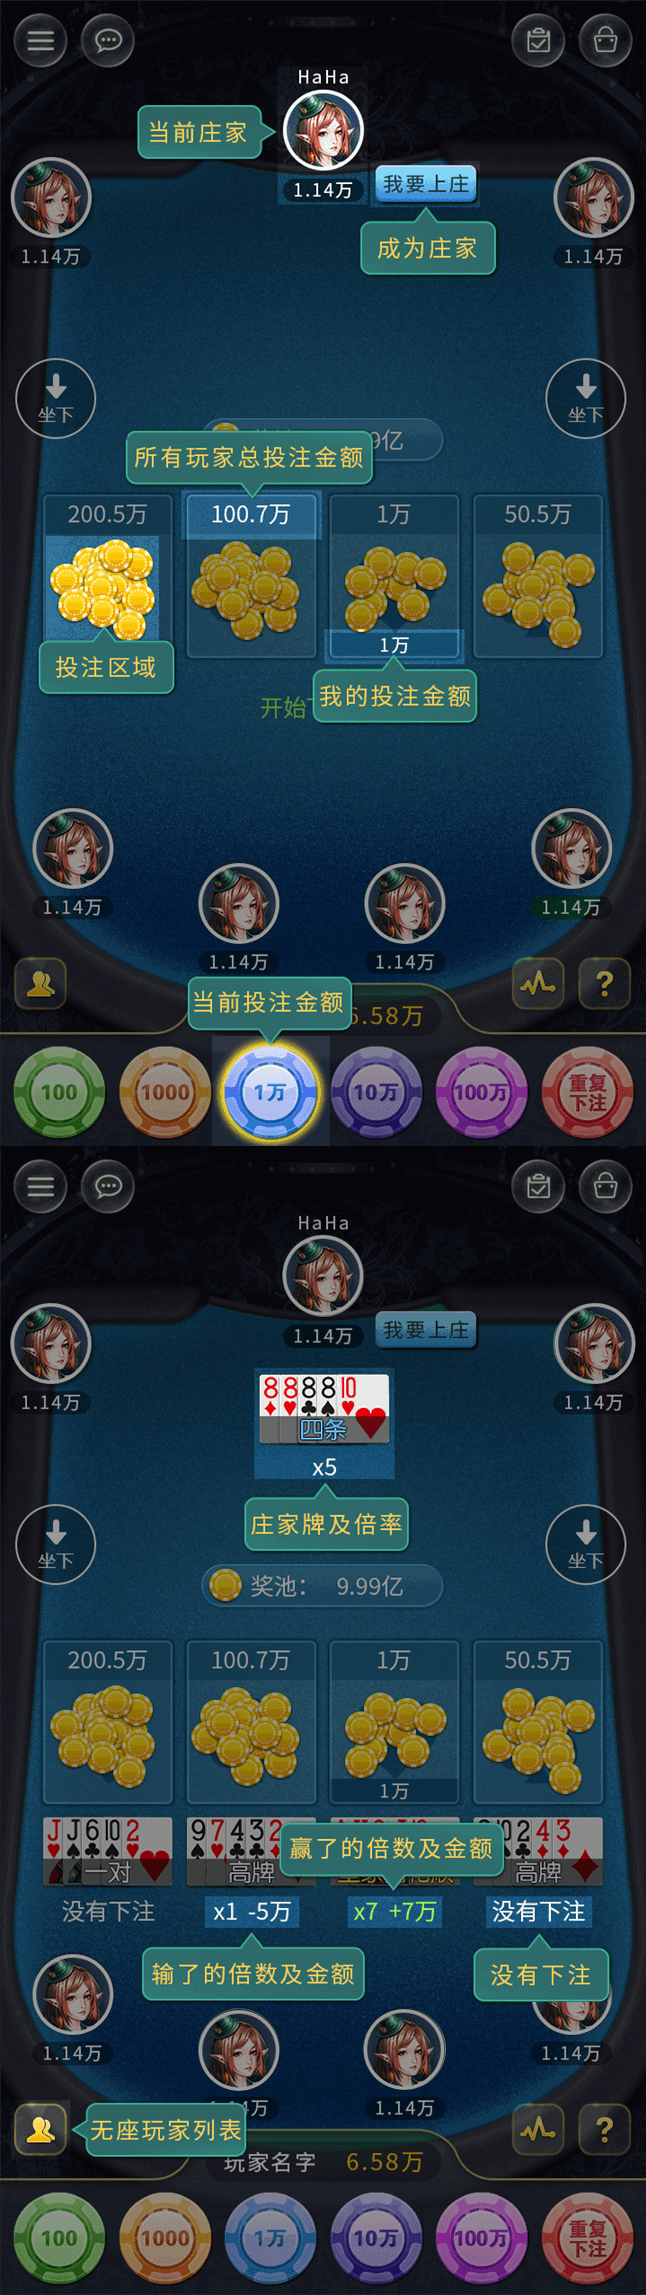 HaHa
当前庄家
1.14万
我要上庄
成为庄家
1.14万
1.14万
坐下
坐下
9亿
所有玩家总投注金额
200.5万
100.7万
1万
50.5万
1万
投注区域
我的投注金额
开始
1.14万
1.14万
1.14万
1.14万
当前投注金额
6.58万
?
100
1000
1万
10万
100万
重复
下注
HaHa
1.14万
我要上庄
1.14万
1.14万
8 8 8 8 10
四条
x5
庄家牌及倍率
坐下
坐下
奖池: 9.99亿
200.5万
100.7万
1万
50.5万
1万
J J 6 10 2
9 7 4 3 2
10 2 4 3
一对
高牌
高牌
赢了的倍数及金额
没有下注
x1 -5万
x7 +7万
没有下注
输了的倍数及金额
没有下注
1.14万
1.14万
4万
1.14万
无座玩家列表
?
玩家名字 6.58万
100
1000
1万
10万
100万
重复
下注